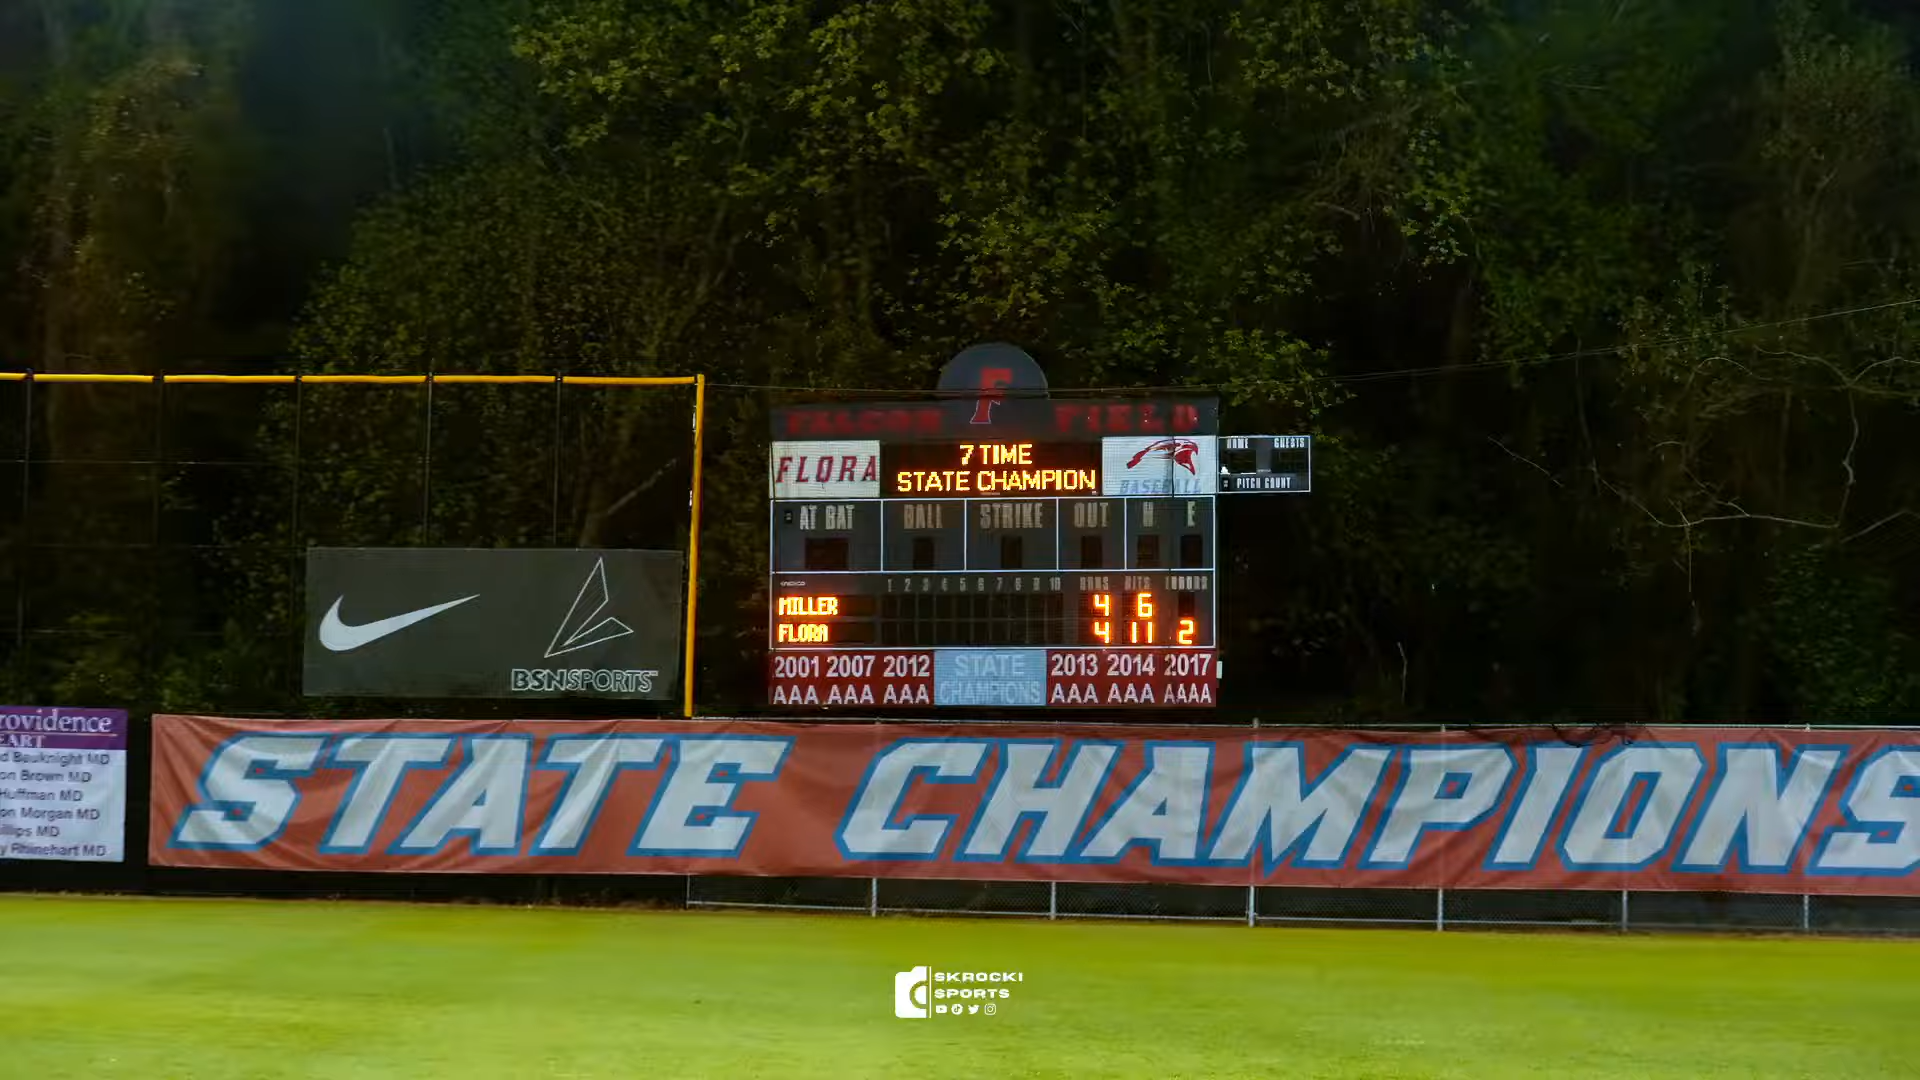 F
FALCON FIELD
FLORA
7 TIME
STATE CHAMPION
BASEBALL
HOME GUESTS
PITCH COUNT
AT BAT BALL STRIKE OUT H E
1 2 3 4 5 6 7 8 9 10 RUNS HITS ERRORS
MILLER 4 6
FLORA 4 11 2
2001 2007 2012 STATE CHAMPIONS 2013 2014 2017
AAA AAA AAA AAA AAA AAAA
BSNSPORTS
rovidence
EART
d Bauknight MD
on Brown MD
Huffman MD
on Morgan MD
illips MD
y Rhinehart MD
STATE CHAMPIONS
SKROCKI
SPORTS